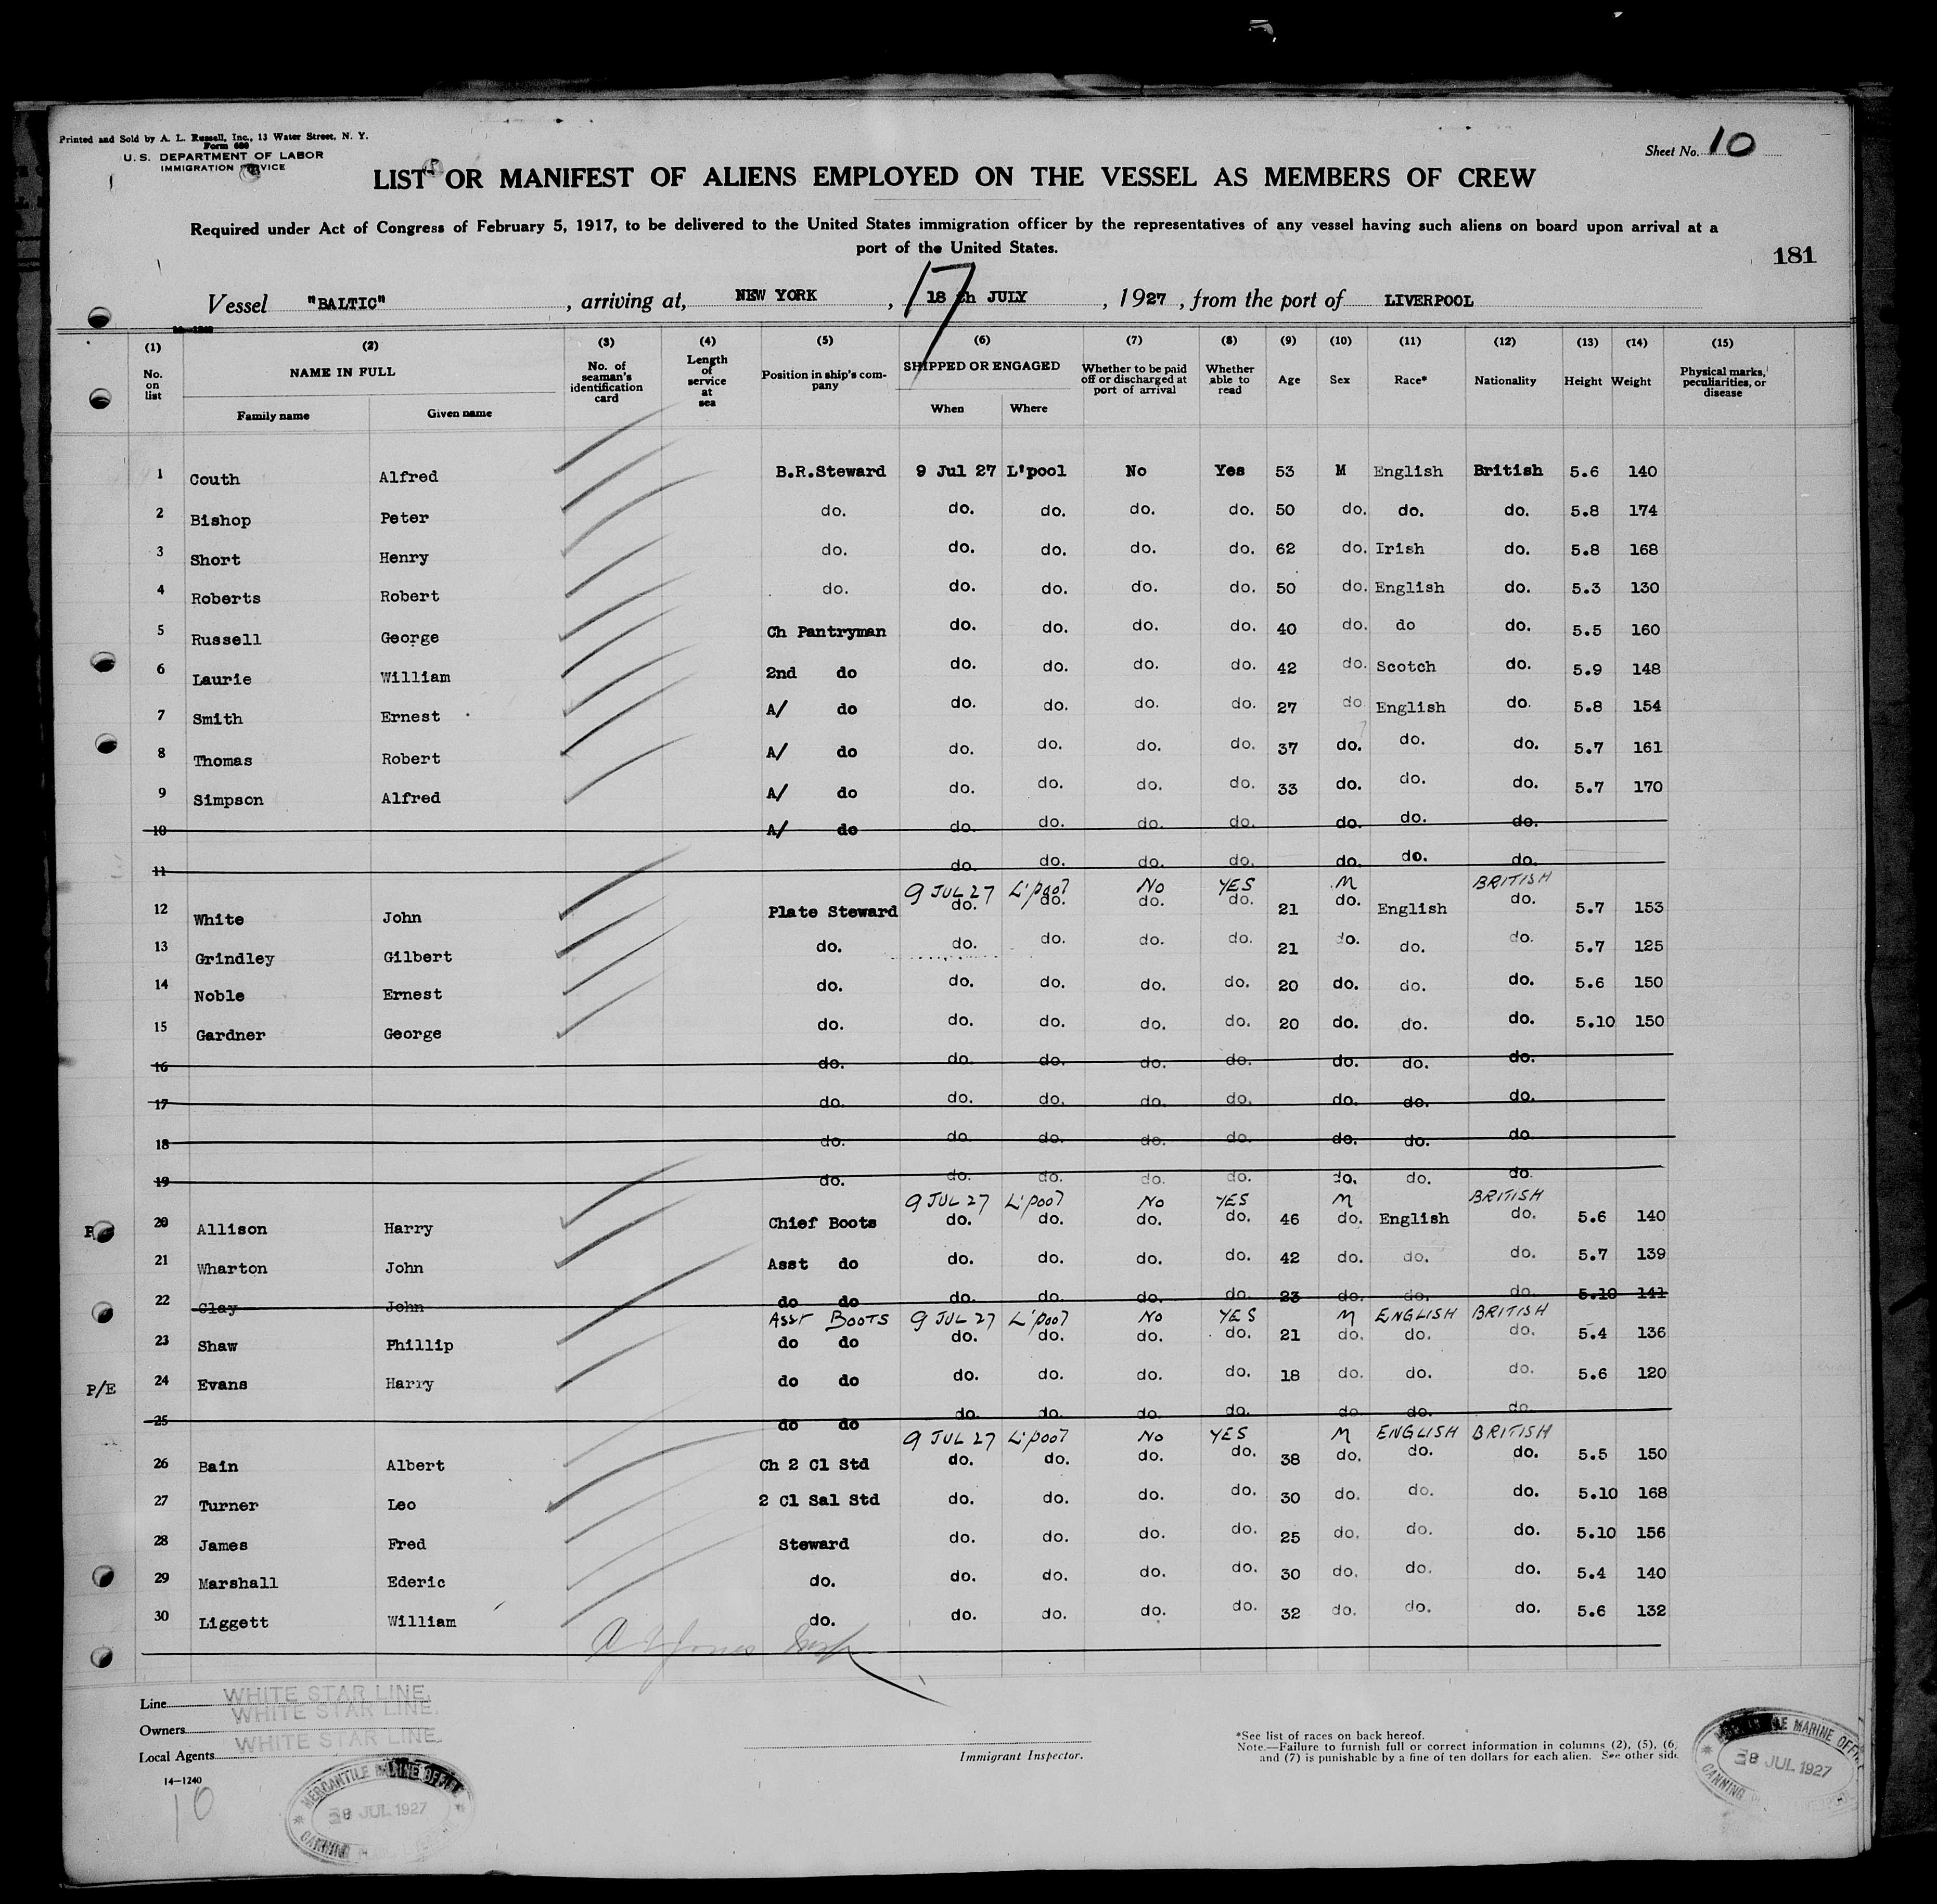 Printed and Sold by A. L. Russell, Inc., 13 Water Street, N. Y.
Form 680
U. S. DEPARTMENT OF LABOR
IMMIGRATION
Sheet No. 10
LIST OR MANIFEST OF ALIENS EMPLOYED ON THE VESSEL AS MEMBERS OF CREW
Required under Act of Congress of February 5, 1917, to be delivered to the United States immigration officer by the representatives of any vessel having such aliens on board upon arrival at a
port of the United States.
181
17
Vessel "BALTIC", arriving at, NEW YORK, 18th JULY, 1927, from the port of LIVERPOOL
(1) (2) (3) (4) (5) (6) (7) (8) (9) (10) (11) (12) (13) (14) (15)
No. on list NAME IN FULL No. of seaman's identification card Length of service at sea Position in ship's company SHIPPED OR ENGAGED Whether to be paid off or discharged at port of arrival Whether able to read Age Sex Race* Nationality Height Weight Physical marks, peculiarities, or disease
Family name Given name When Where
1 Couth Alfred B.R.Steward 9 Jul 27 L'pool No Yes 53 M English British 5.6 140
2 Bishop Peter do. do. do. do. do. 50 do. do. do. 5.8 174
3 Short Henry do. do. do. do. do. 62 do. Irish do. 5.8 168
4 Roberts Robert do. do. do. do. do. 50 do. English do. 5.3 130
5 Russell George Ch Pantryman do. do. do. do. 40 do. do do. 5.5 160
6 Laurie William 2nd do do. do. do. do. 42 do. Scotch do. 5.9 148
7 Smith Ernest A/ do do. do. do. do. 27 do English do. 5.8 154
8 Thomas Robert A/ do do. do. do. do. 37 do. do. do. 5.7 161
9 Simpson Alfred A/ do do. do. do. do. 33 do. do. do. 5.7 170
10 A/ do do. do. do. do. do. do. do.
11 do. do. do. do. do. do. do.
9 JUL 27 L'pool No YES M BRITISH
12 White John Plate Steward do. do. do. do. 21 do. English do. 5.7 153
13 Grindley Gilbert do. do. do. do. do. 21 do. do. do. 5.7 125
14 Noble Ernest do. do. do. do. do. 20 do. do. do. 5.6 150
15 Gardner George do. do. do. do. do. 20 do. do. do. 5.10 150
16 do. do. do. do. do. do. do. do.
17 do. do. do. do. do. do. do. do.
18 do. do. do. do. do. do. do. do.
19 do. do. do. do. do. do. do. do.
9 JUL 27 L'pool No YES M BRITISH
20 Allison Harry Chief Boots do. do. do. do. 46 do. English do. 5.6 140
21 Wharton John Asst do do. do. do. do. 42 do. do. do. 5.7 139
22 Clay John do do do. do. do. do. 23 do. do. do. 5.10 141
ASST BOOTS 9 JUL 27 L'pool No YES M ENGLISH BRITISH
23 Shaw Phillip do do do. do. do. do. 21 do. do. do. 5.4 136
P/E 24 Evans Harry do do do. do. do. do. 18 do. do. do. 5.6 120
25 do do do. do. do. do. do do. do.
9 JUL 27 L'pool No YES M ENGLISH BRITISH
26 Bain Albert Ch 2 Cl Std do. do. do. do. 38 do. do. do. 5.5 150
27 Turner Leo 2 Cl Sal Std do. do. do. do. 30 do. do. do. 5.10 168
28 James Fred Steward do. do. do. do. 25 do. do. do. 5.10 156
29 Marshall Ederic do. do. do. do. do. 30 do. do. do. 5.4 140
30 Liggett William do. do. do. do. do. 32 do. do. do. 5.6 132
Line WHITE STAR LINE.
Owners WHITE STAR LINE.
Local Agents WHITE STAR LINE.
14—1240
10
Immigrant Inspector.
*See list of races on back hereof.
Note.—Failure to furnish full or correct information in columns (2), (5), (6)
and (7) is punishable by a fine of ten dollars for each alien. See other side
MERCANTILE MARINE OFFICE
8 JUL 1927
CANNING
MARINE OFFICE
8 JUL 1927
CANNING